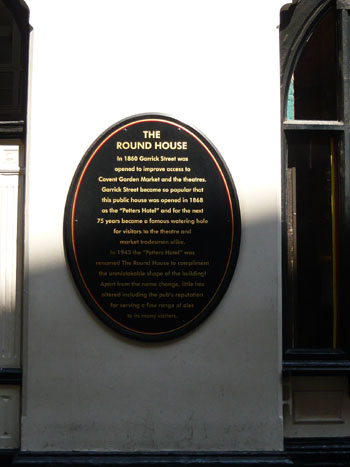 THE
ROUND HOUSE
In 1860 Garrick Street was
opened to improve access to
Covent Garden Market and the theatres.
Garrick Street became so popular that
this public house was opened in 1868
as the "Petters Hotel" and for the next
75 years became a famous watering hole
for visitors to the theatre and
market tradesmen alike.
In 1943 the "Petters Hotel" was
renamed The Round House to compliment
the unmistakable shape of the building!
Apart from the name change, little has
altered including the pub's reputation
for serving a fine range of ales
to its many visitors.